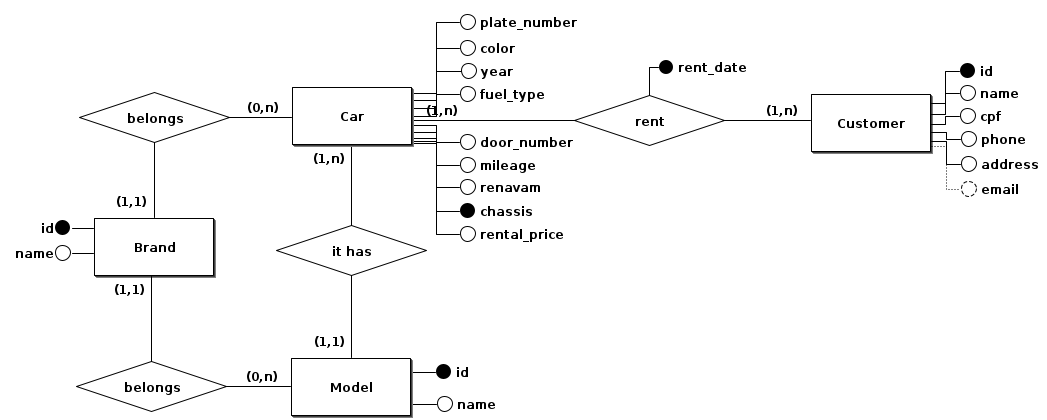 plate_number
color
year
fuel_type
rent_date
id
name
cpf
phone
address
email
belongs
(0,n)
Car
(1,n)
rent
(1,n)
Customer
door_number
mileage
renavam
chassis
rental_price
(1,n)
(1,1)
id
name
Brand
it has
(1,1)
(1,1)
belongs
(0,n)
Model
id
name